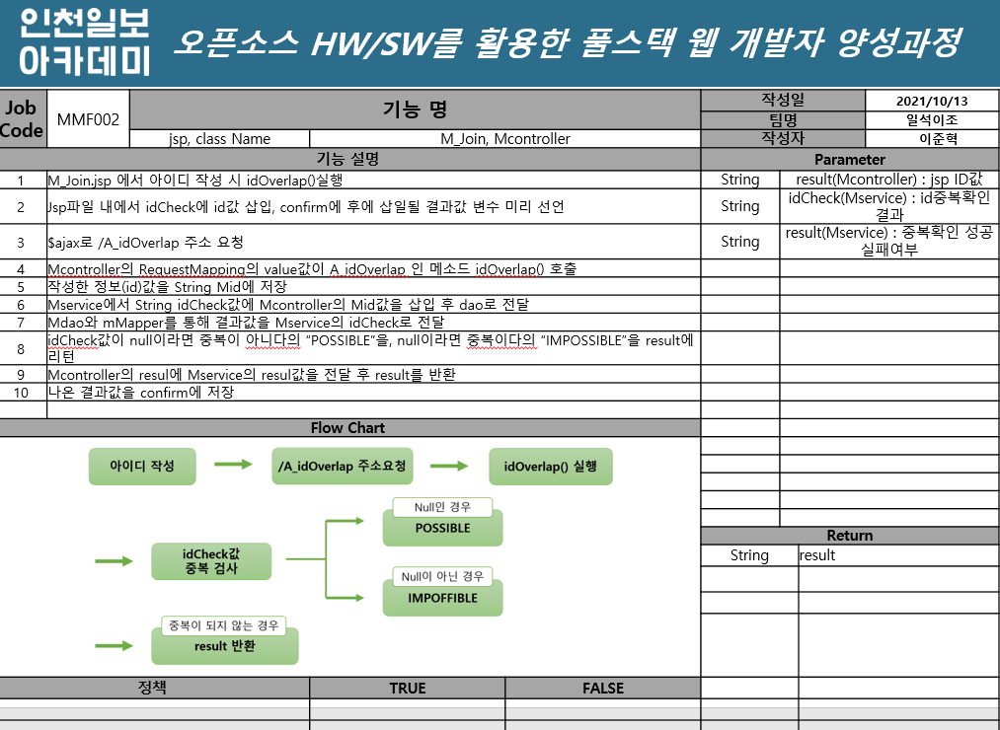 인천일보
아카데미
오픈소스 HW/SW를 활용한 풀스택 웹 개발자 양성과정
Job
Code
MMF002
기능 명
작성일
2021/10/13
팀명
일석이조
jsp, class Name
M_Join, Mcontroller
작성자
이준혁
기능 설명
Parameter
1
M_Join.jsp 에서 아이디 작성 시 idOverlap()실행
String
result(Mcontroller) : jsp ID값
2
Jsp파일 내에서 idCheck에 id값 삽입, confirm에 후에 삽일될 결과값 변수 미리 선언
String
idCheck(Mservice) : id중복확인
결과
3
$ajax로 /A_idOverlap 주소 요청
String
result(Mservice) : 중복확인 성공
실패여부
4
Mcontroller의 RequestMapping의 value값이 A_idOverlap 인 메소드 idOverlap() 호출
5
작성한 정보(id)값을 String Mid에 저장
6
Mservice에서 String idCheck값에 Mcontroller의 Mid값을 삽입 후 dao로 전달
7
Mdao와 mMapper를 통해 결과값을 Mservice의 idCheck로 전달
8
idCheck값이 null이라면 중복이 아니다의 “POSSIBLE”을, null이라면 중복이다의 “IMPOSSIBLE”을 result에
리턴
9
Mcontroller의 resul에 Mservice의 resul값을 전달 후 result를 반환
10
나온 결과값을 confirm에 저장
Flow Chart
아이디 작성
/A_idOverlap 주소요청
idOverlap() 실행
Null인 경우
POSSIBLE
idCheck값
중복 검사
Null이 아닌 경우
IMPOFFIBLE
중복이 되지 않는 경우
result 반환
Return
String
result
정책
TRUE
FALSE